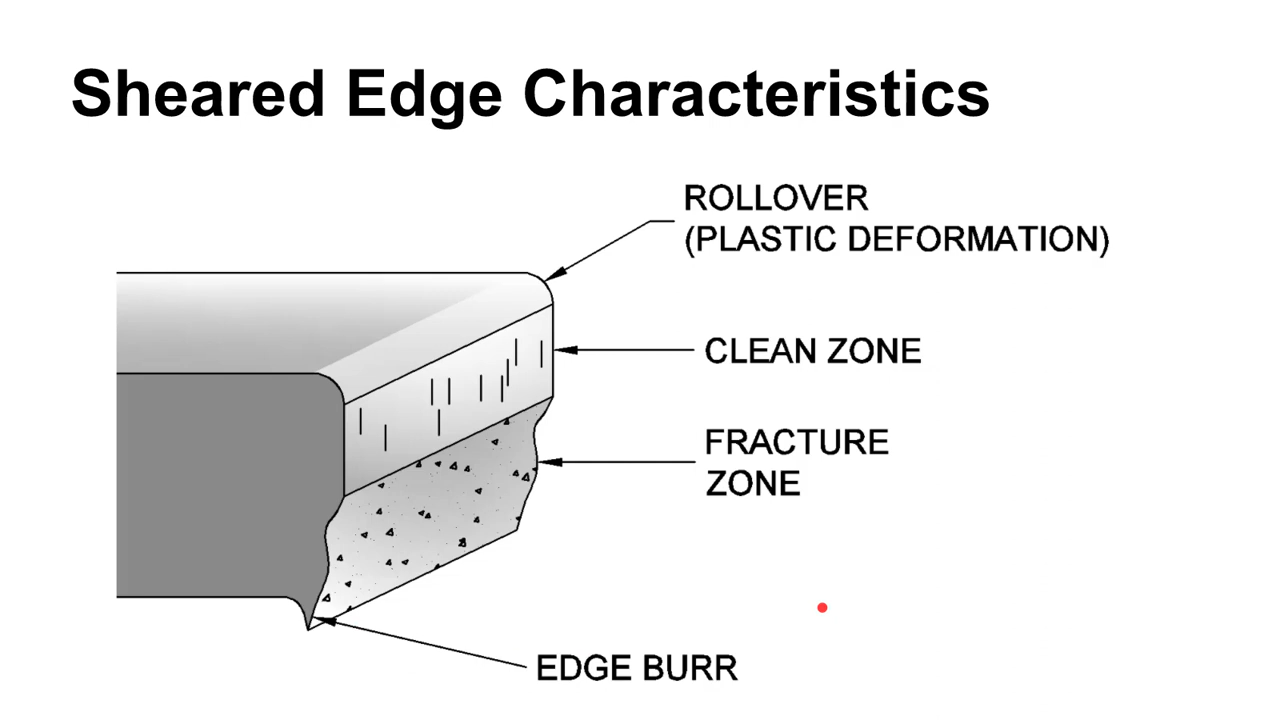 Sheared Edge Characteristics
ROLLOVER
(PLASTIC DEFORMATION)
CLEAN ZONE
FRACTURE
ZONE
EDGE BURR